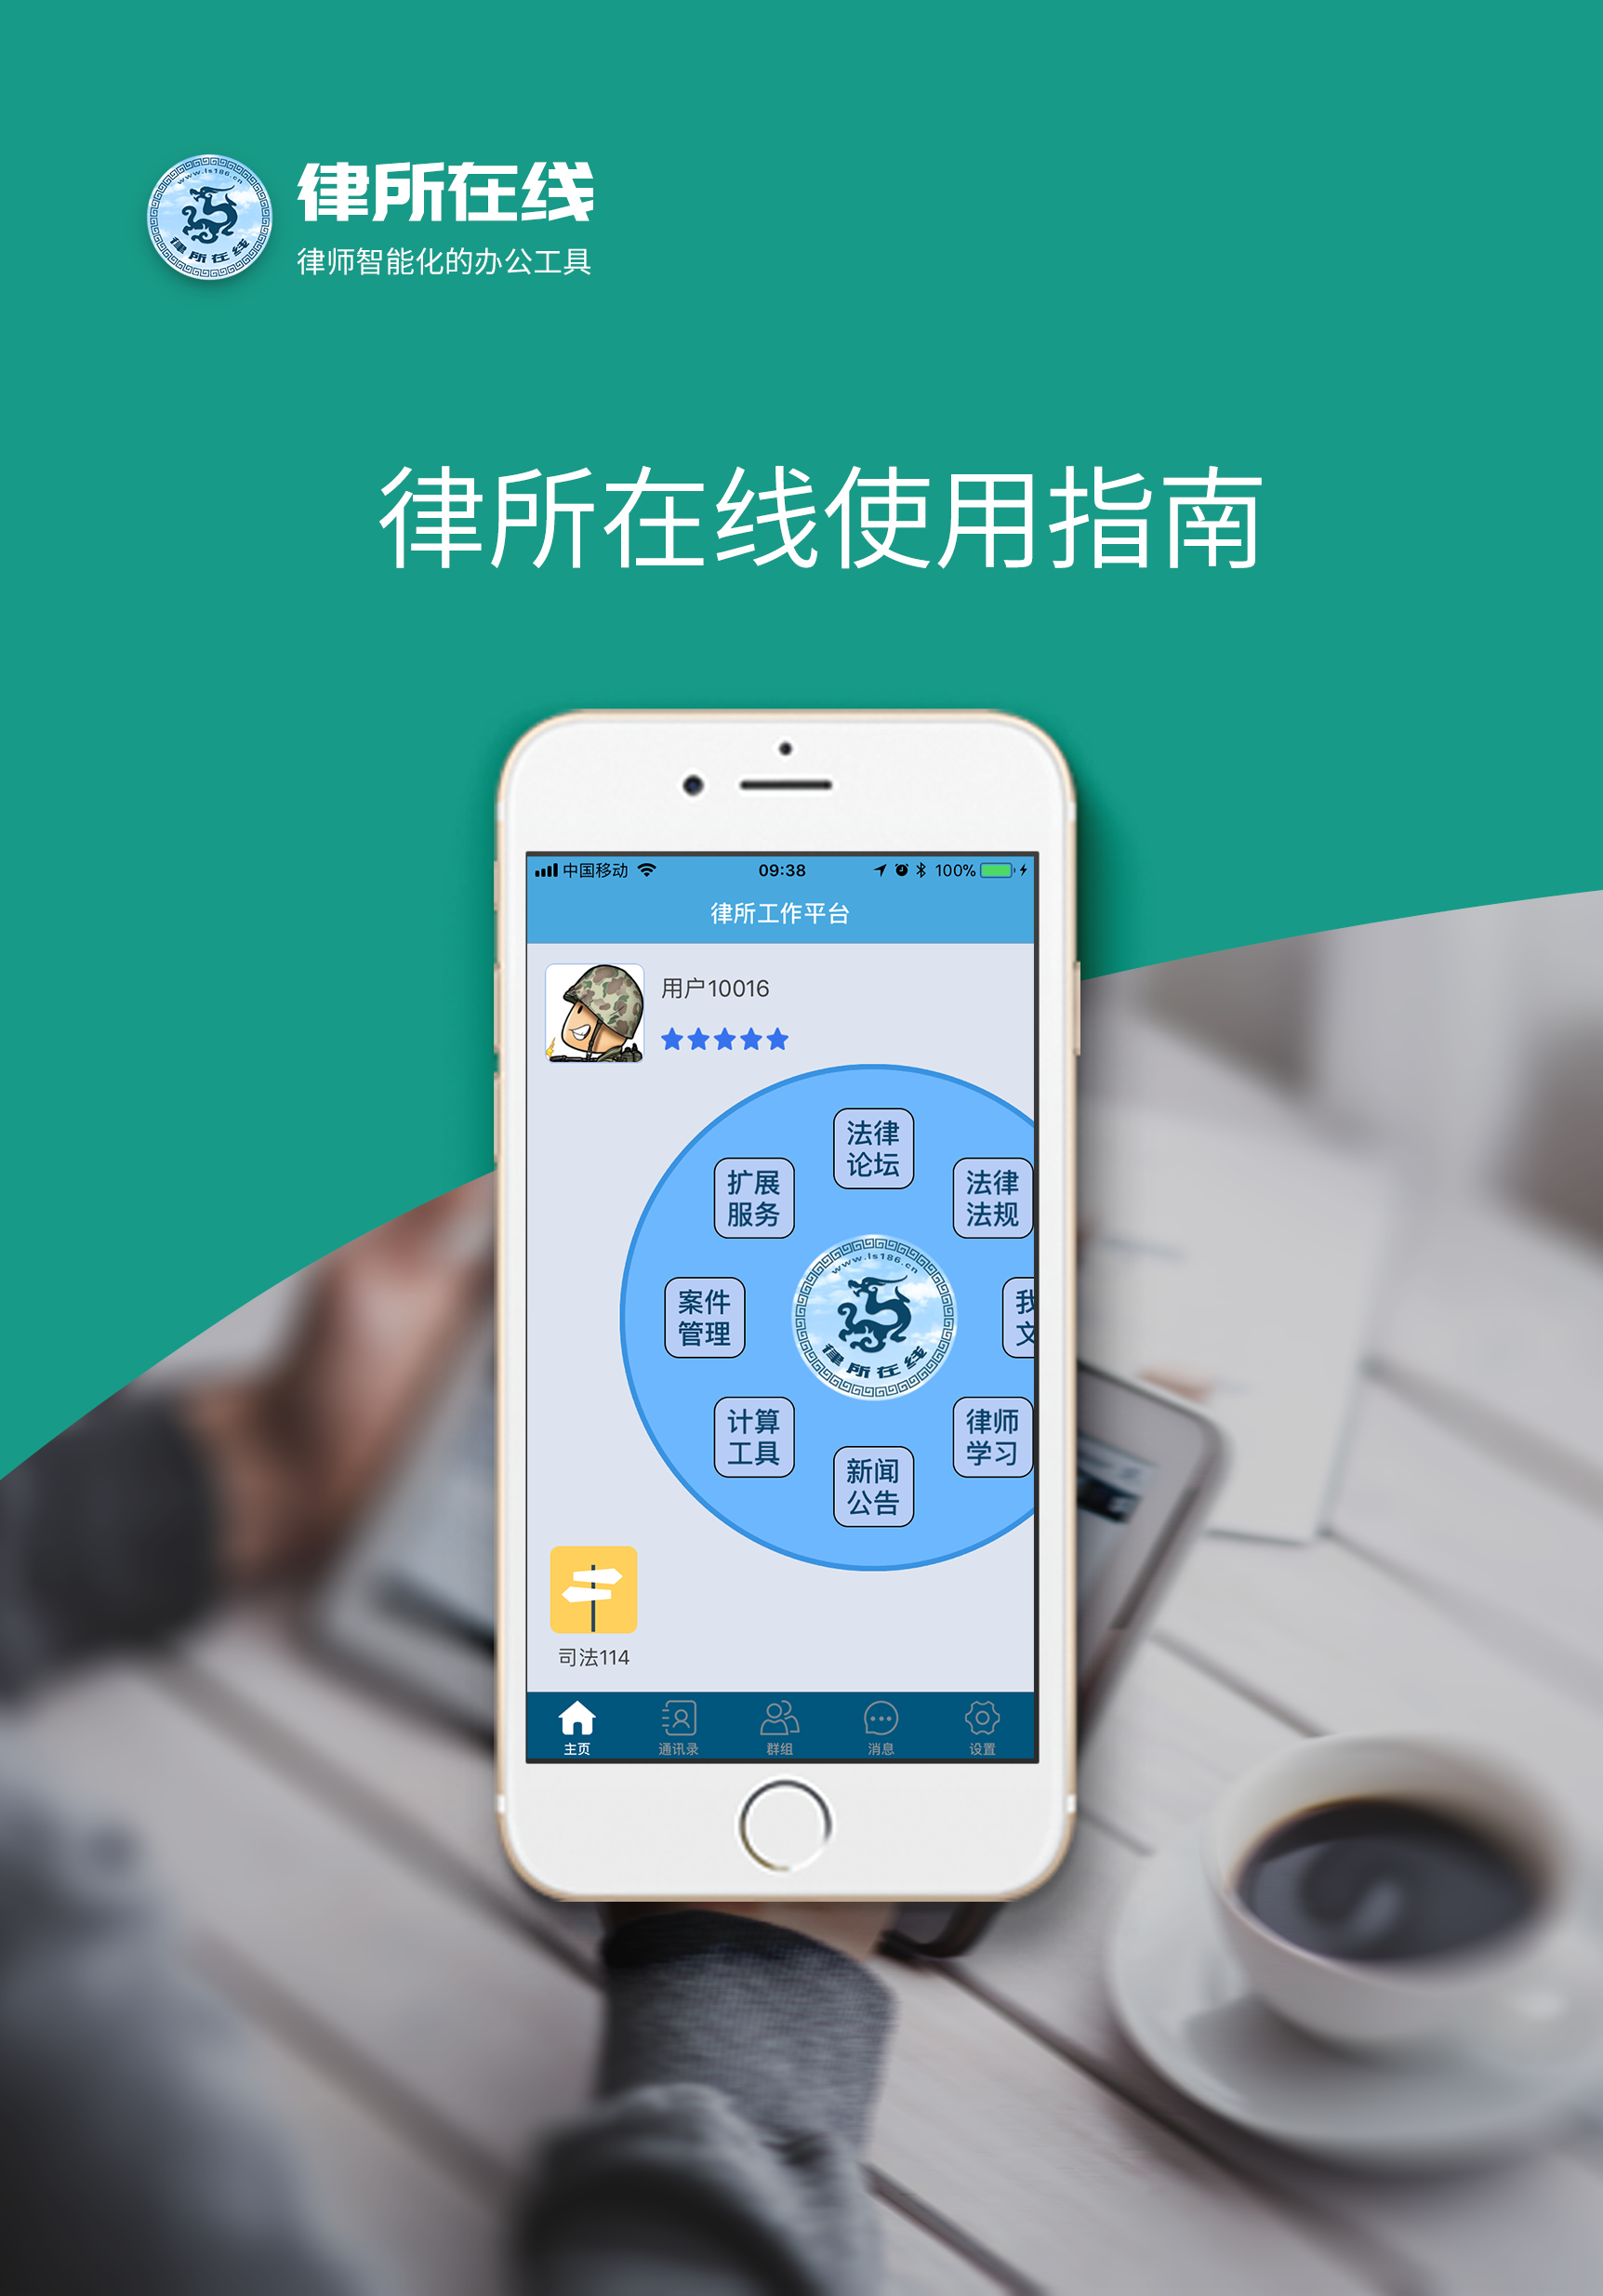 www.ls186.cn
律所在线
律所在线
律师智能化的办公工具
律所在线使用指南
中国移动 09:38 100%
律所工作平台
用户10016
法律
论坛
扩展
服务
法律
法规
案件
管理
www.ls186.cn
律所在线
我
文
计算
工具
律师
学习
新闻
公告
司法114
主页 通讯录 群组 消息 设置